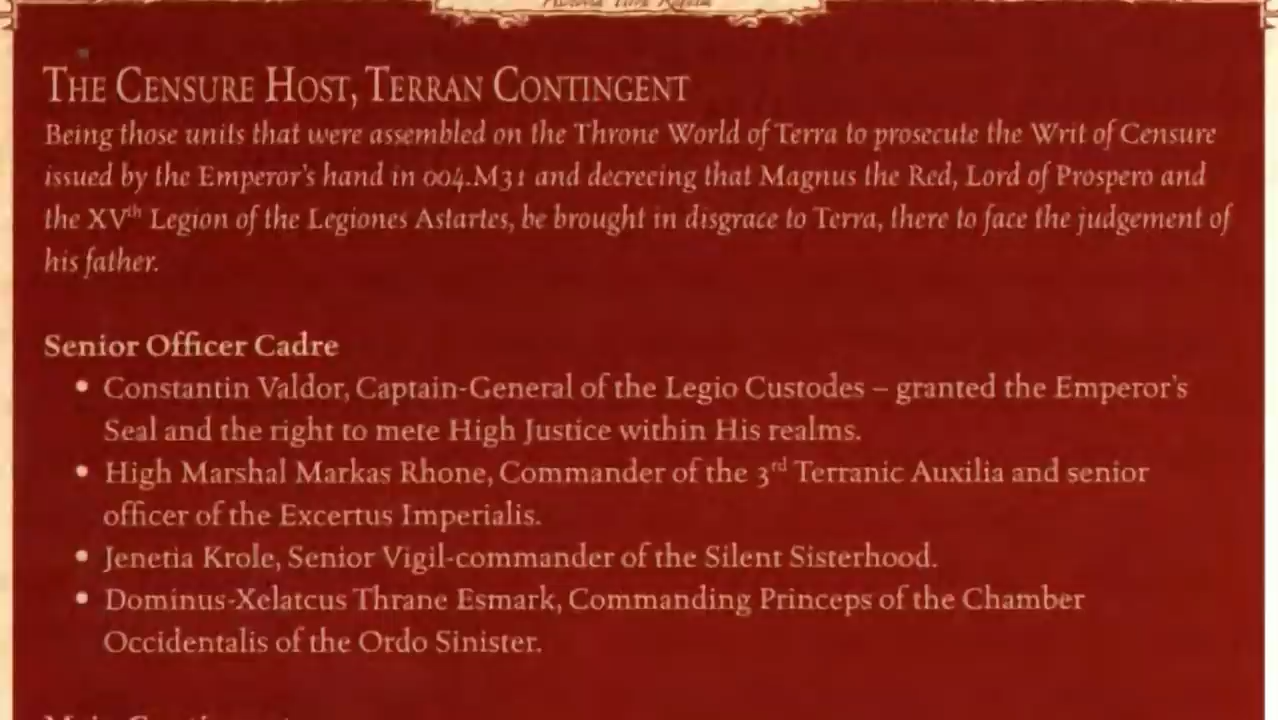 The Censure Host, Terran Contingent
Being those units that were assembled on the Throne World of Terra to prosecute the Writ of Censure
issued by the Emperor's hand in 004.M31 and decreeing that Magnus the Red, Lord of Prospero and
the XVth Legion of the Legiones Astartes, be brought in disgrace to Terra, there to face the judgement of
his father.
Senior Officer Cadre
• Constantin Valdor, Captain-General of the Legio Custodes – granted the Emperor's
Seal and the right to mete High Justice within His realms.
• High Marshal Markas Rhone, Commander of the 3rd Terranic Auxilia and senior
officer of the Excertus Imperialis.
• Jenetia Krole, Senior Vigil-commander of the Silent Sisterhood.
• Dominus-Xelatcus Thrane Esmark, Commanding Princeps of the Chamber
Occidentalis of the Ordo Sinister.